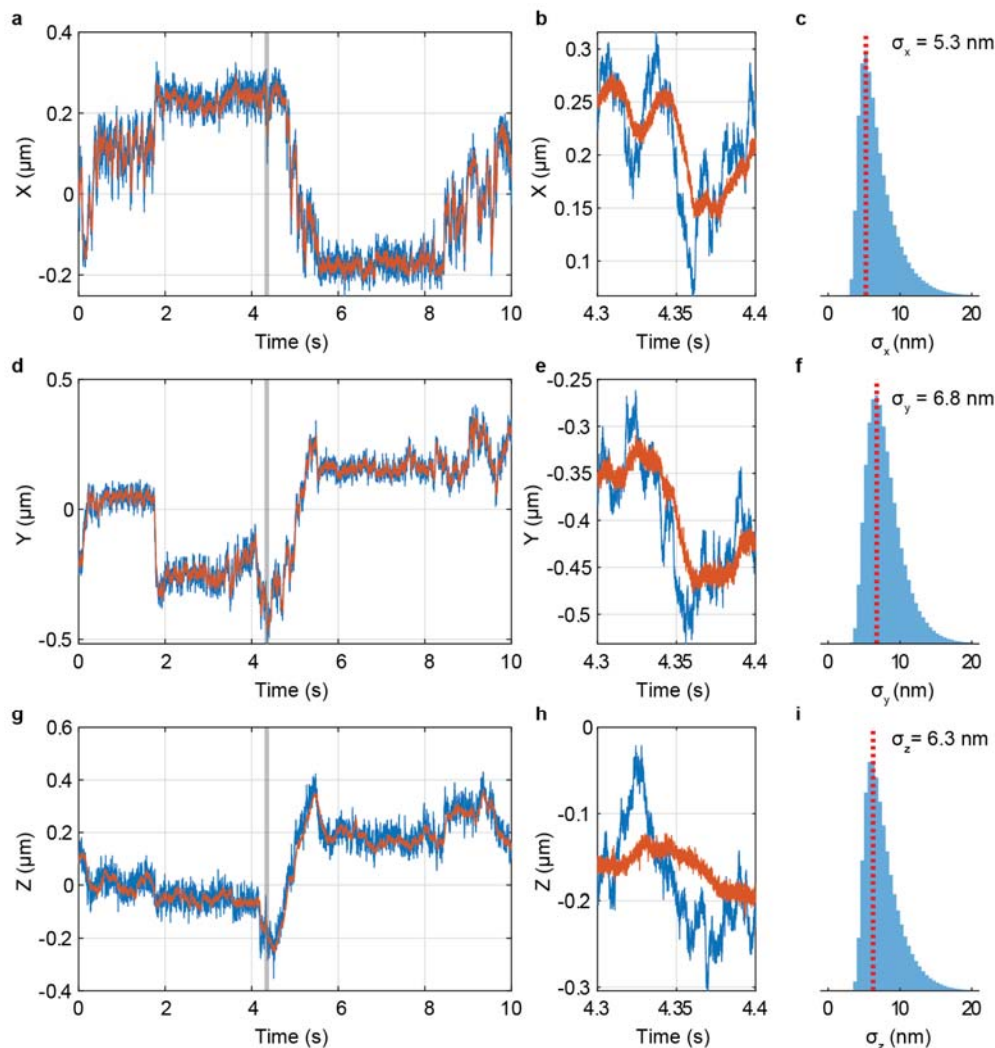 a
X (µm)
0.4
0.2
0
-0.2
0
2
4
6
8
10
Time (s)
b
X (µm)
0.3
0.25
0.2
0.15
0.1
4.3
4.35
4.4
Time (s)
c
σx = 5.3 nm
0
10
20
σx (nm)
d
Y (µm)
0.5
0
-0.5
0
2
4
6
8
10
Time (s)
e
Y (µm)
-0.25
-0.3
-0.35
-0.4
-0.45
-0.5
4.3
4.35
4.4
Time (s)
f
σy = 6.8 nm
0
10
20
σy (nm)
g
Z (µm)
0.6
0.4
0.2
0
-0.2
-0.4
0
2
4
6
8
10
Time (s)
h
Z (µm)
0
-0.1
-0.2
-0.3
4.3
4.35
4.4
Time (s)
i
σz = 6.3 nm
0
10
20
σz (nm)